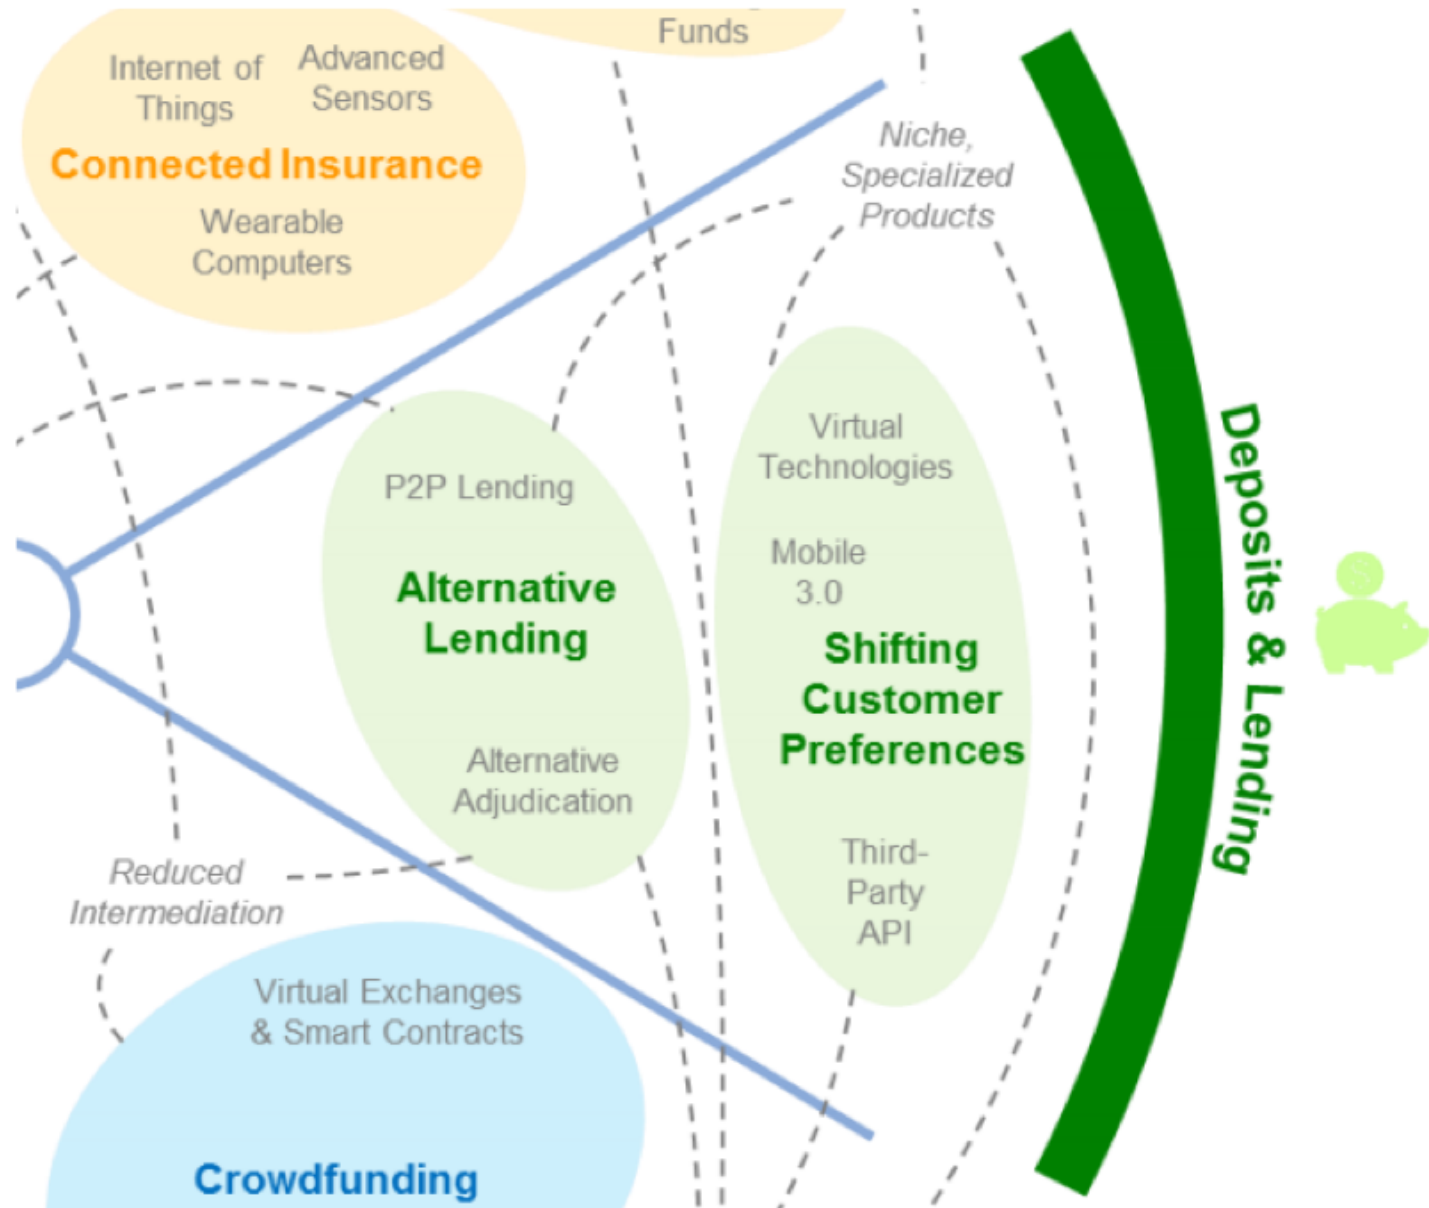 Funds
Internet of
Things
Advanced
Sensors
Connected Insurance
Wearable
Computers
Niche,
Specialized
Products
P2P Lending
Alternative
Lending
Alternative
Adjudication
Virtual
Technologies
Mobile
3.0
Shifting
Customer
Preferences
Third-
Party
API
Deposits & Lending
$
Reduced
Intermediation
Virtual Exchanges
& Smart Contracts
Crowdfunding